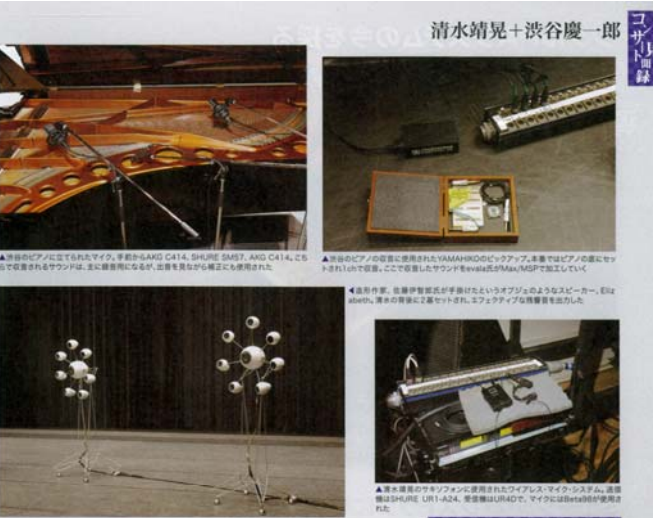 清水靖晃＋渋谷慶一郎
コンサート見聞録
▲渋谷のピアノに立てられたマイク。手前からAKG C414、SHURE SM57、AKG C414。こち
らで収音されるサウンドは、主に録音用になるが、出音を見ながら補正にも使用された
▲渋谷のピアノの収音に使用されたYAMAHIKOのピックアップ。本番ではピアノの底にセッ
トされ1chで収音。ここで収音したサウンドをevala氏がMax/MSPで加工していく
◀造形作家、佐藤伊智郎氏が手掛けたというオブジェのようなスピーカー、Eliz
abeth。清水の背後に2基セットされ、エフェクティブな残響音を出力した
▲清水靖晃のサキソフォンに使用されたワイアレス・マイク・システム。送信
機はSHURE UR1-A24、受信機はUR4Dで、マイクにはBeta98が使用さ
れた